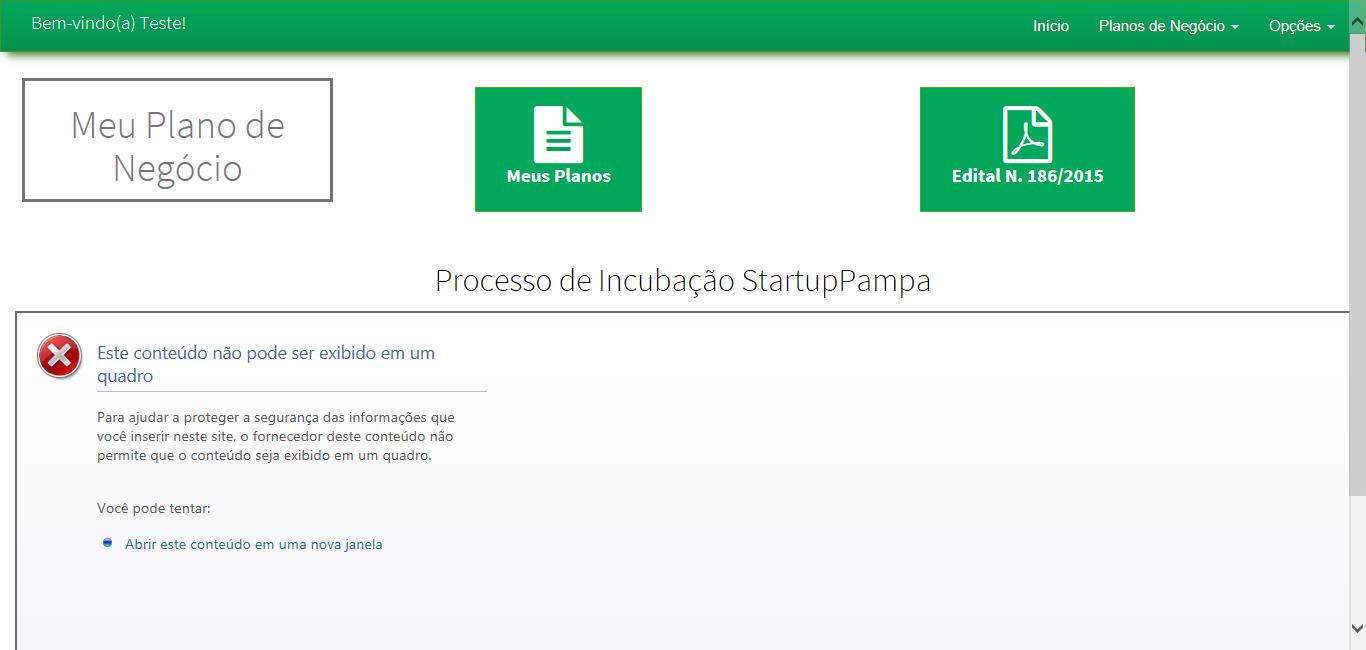 Bem-vindo(a) Teste!
Início
Planos de Negócio
Opções
Meu Plano de
Negócio
Meus Planos
Edital N. 186/2015
Processo de Incubação StartupPampa
Este conteúdo não pode ser exibido em um
quadro
Para ajudar a proteger a segurança das informações que
você inserir neste site, o fornecedor deste conteúdo não
permite que o conteúdo seja exibido em um quadro.
Você pode tentar:
Abrir este conteúdo em uma nova janela